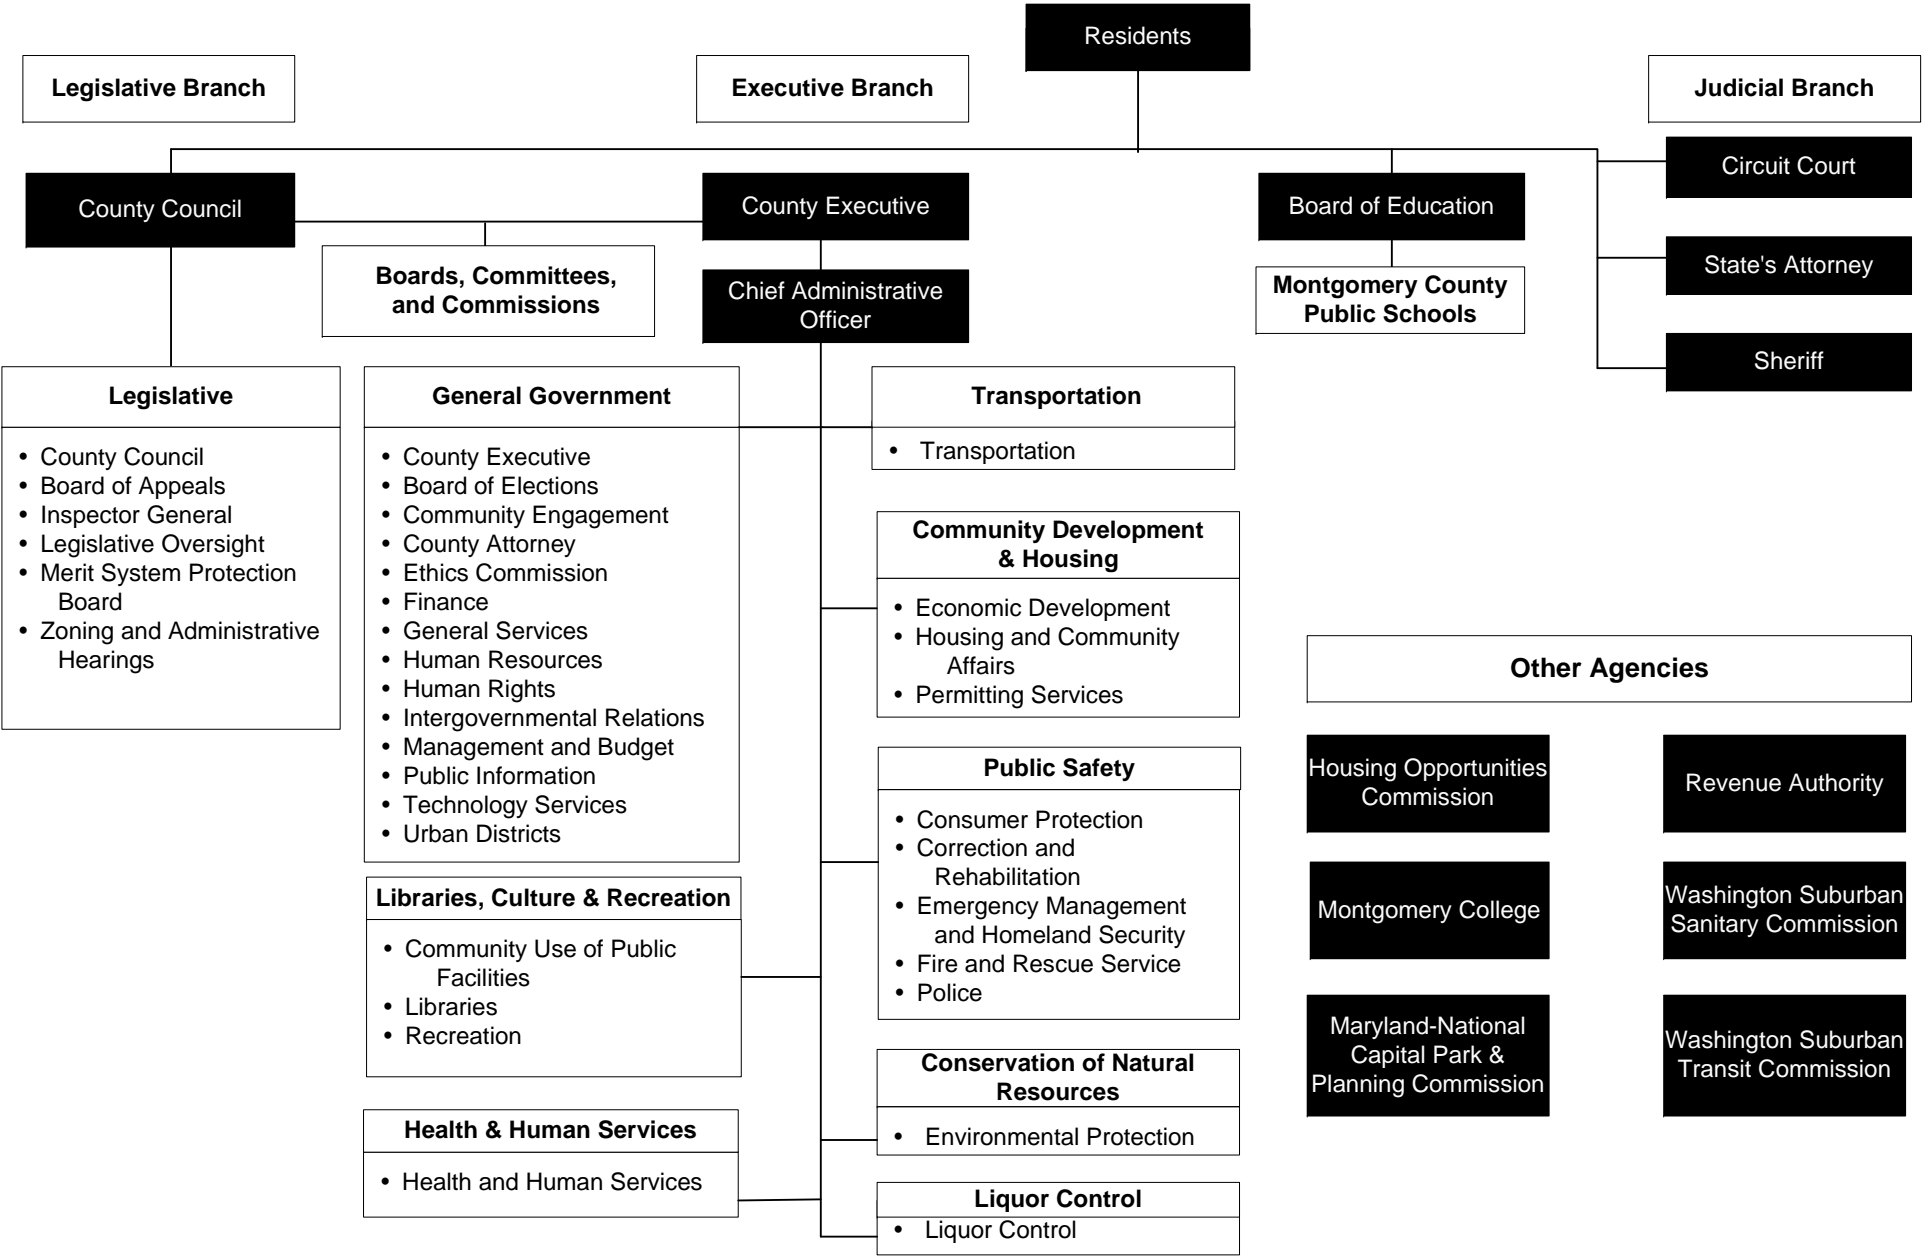 Residents
Legislative Branch
Executive Branch
Judicial Branch
County Council
County Executive
Board of Education
Circuit Court
State's Attorney
Sheriff
Boards, Committees,
and Commissions
Chief Administrative
Officer
Montgomery County
Public Schools
Legislative
• County Council
• Board of Appeals
• Inspector General
• Legislative Oversight
• Merit System Protection
Board
• Zoning and Administrative
Hearings
General Government
• County Executive
• Board of Elections
• Community Engagement
• County Attorney
• Ethics Commission
• Finance
• General Services
• Human Resources
• Human Rights
• Intergovernmental Relations
• Management and Budget
• Public Information
• Technology Services
• Urban Districts
Libraries, Culture & Recreation
• Community Use of Public
Facilities
• Libraries
• Recreation
Health & Human Services
• Health and Human Services
Transportation
• Transportation
Community Development
& Housing
• Economic Development
• Housing and Community
Affairs
• Permitting Services
Public Safety
• Consumer Protection
• Correction and
Rehabilitation
• Emergency Management
and Homeland Security
• Fire and Rescue Service
• Police
Conservation of Natural
Resources
• Environmental Protection
Liquor Control
• Liquor Control
Other Agencies
Housing Opportunities
Commission
Revenue Authority
Montgomery College
Washington Suburban
Sanitary Commission
Maryland-National
Capital Park &
Planning Commission
Washington Suburban
Transit Commission